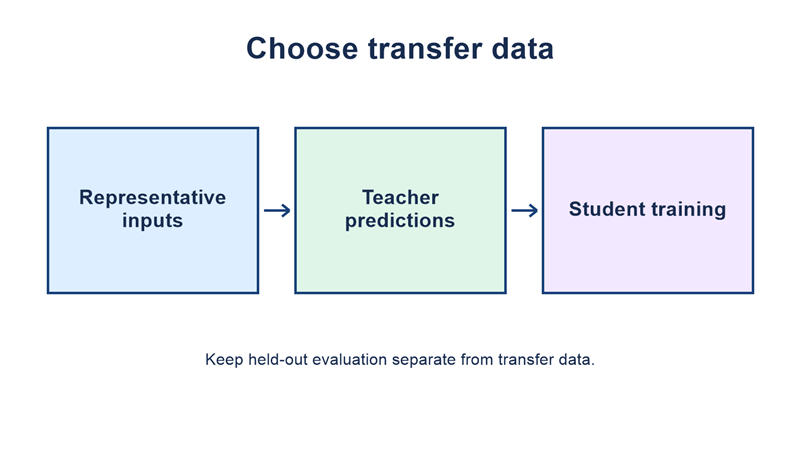 Choose transfer data
Representative
inputs
Teacher
predictions
Student training
Keep held-out evaluation separate from transfer data.